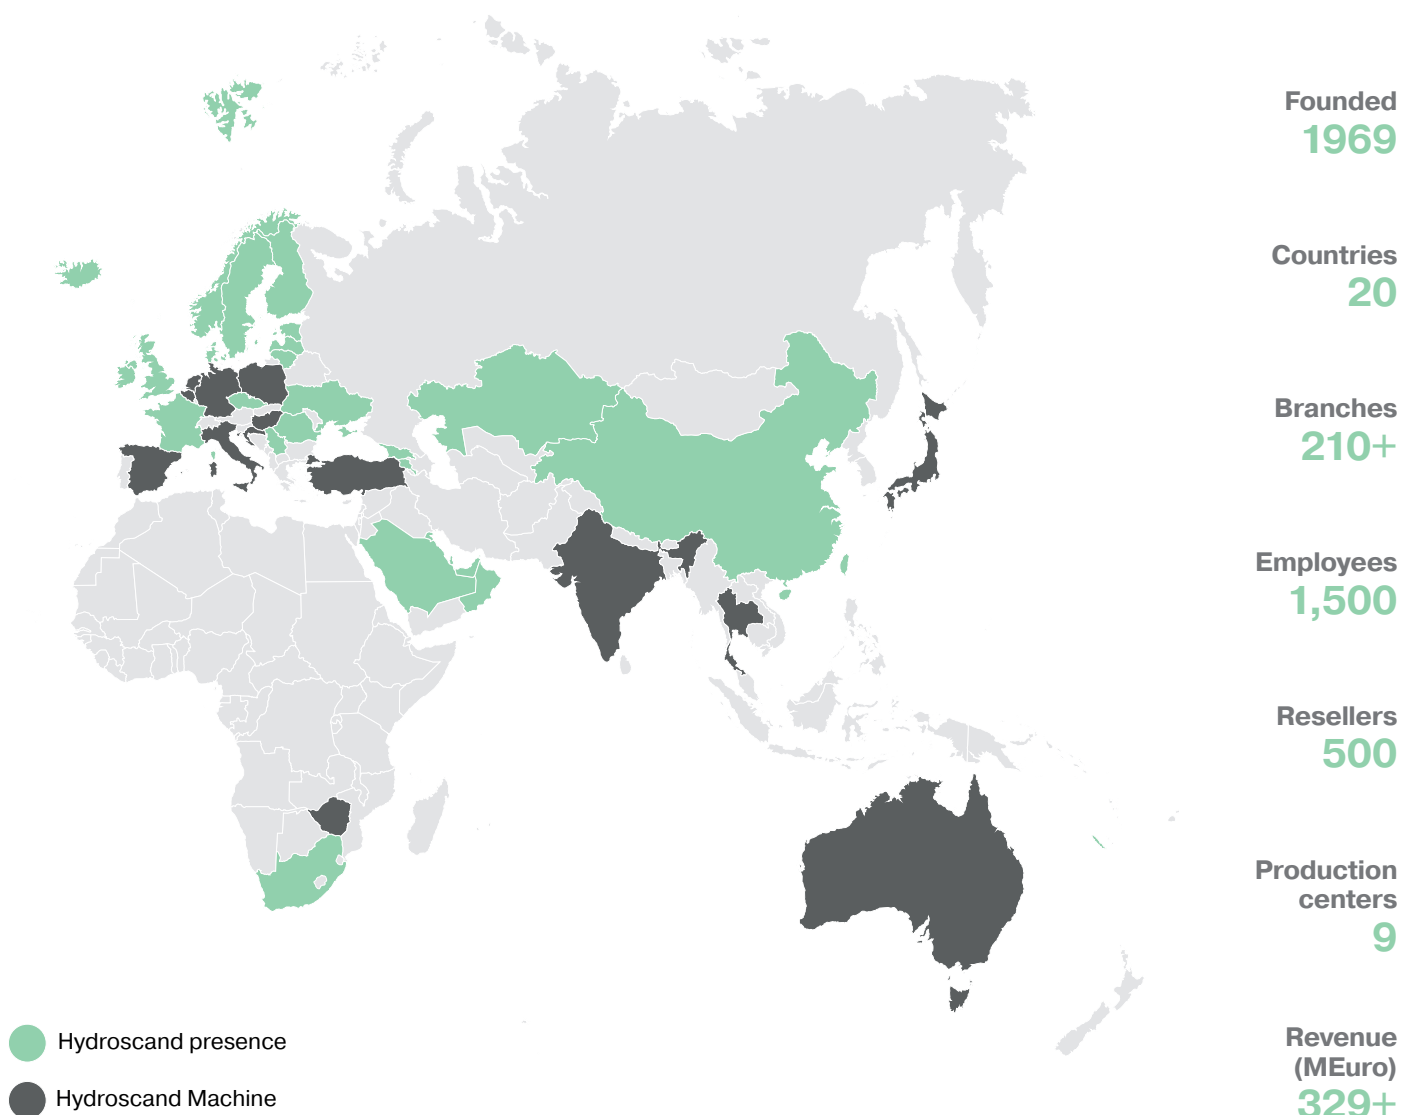 Founded
1969
Countries
20
Branches
210+
Employees
1,500
Resellers
500
Production
centers
9
Revenue
(MEuro)
329+
Hydroscand presence
Hydroscand Machine